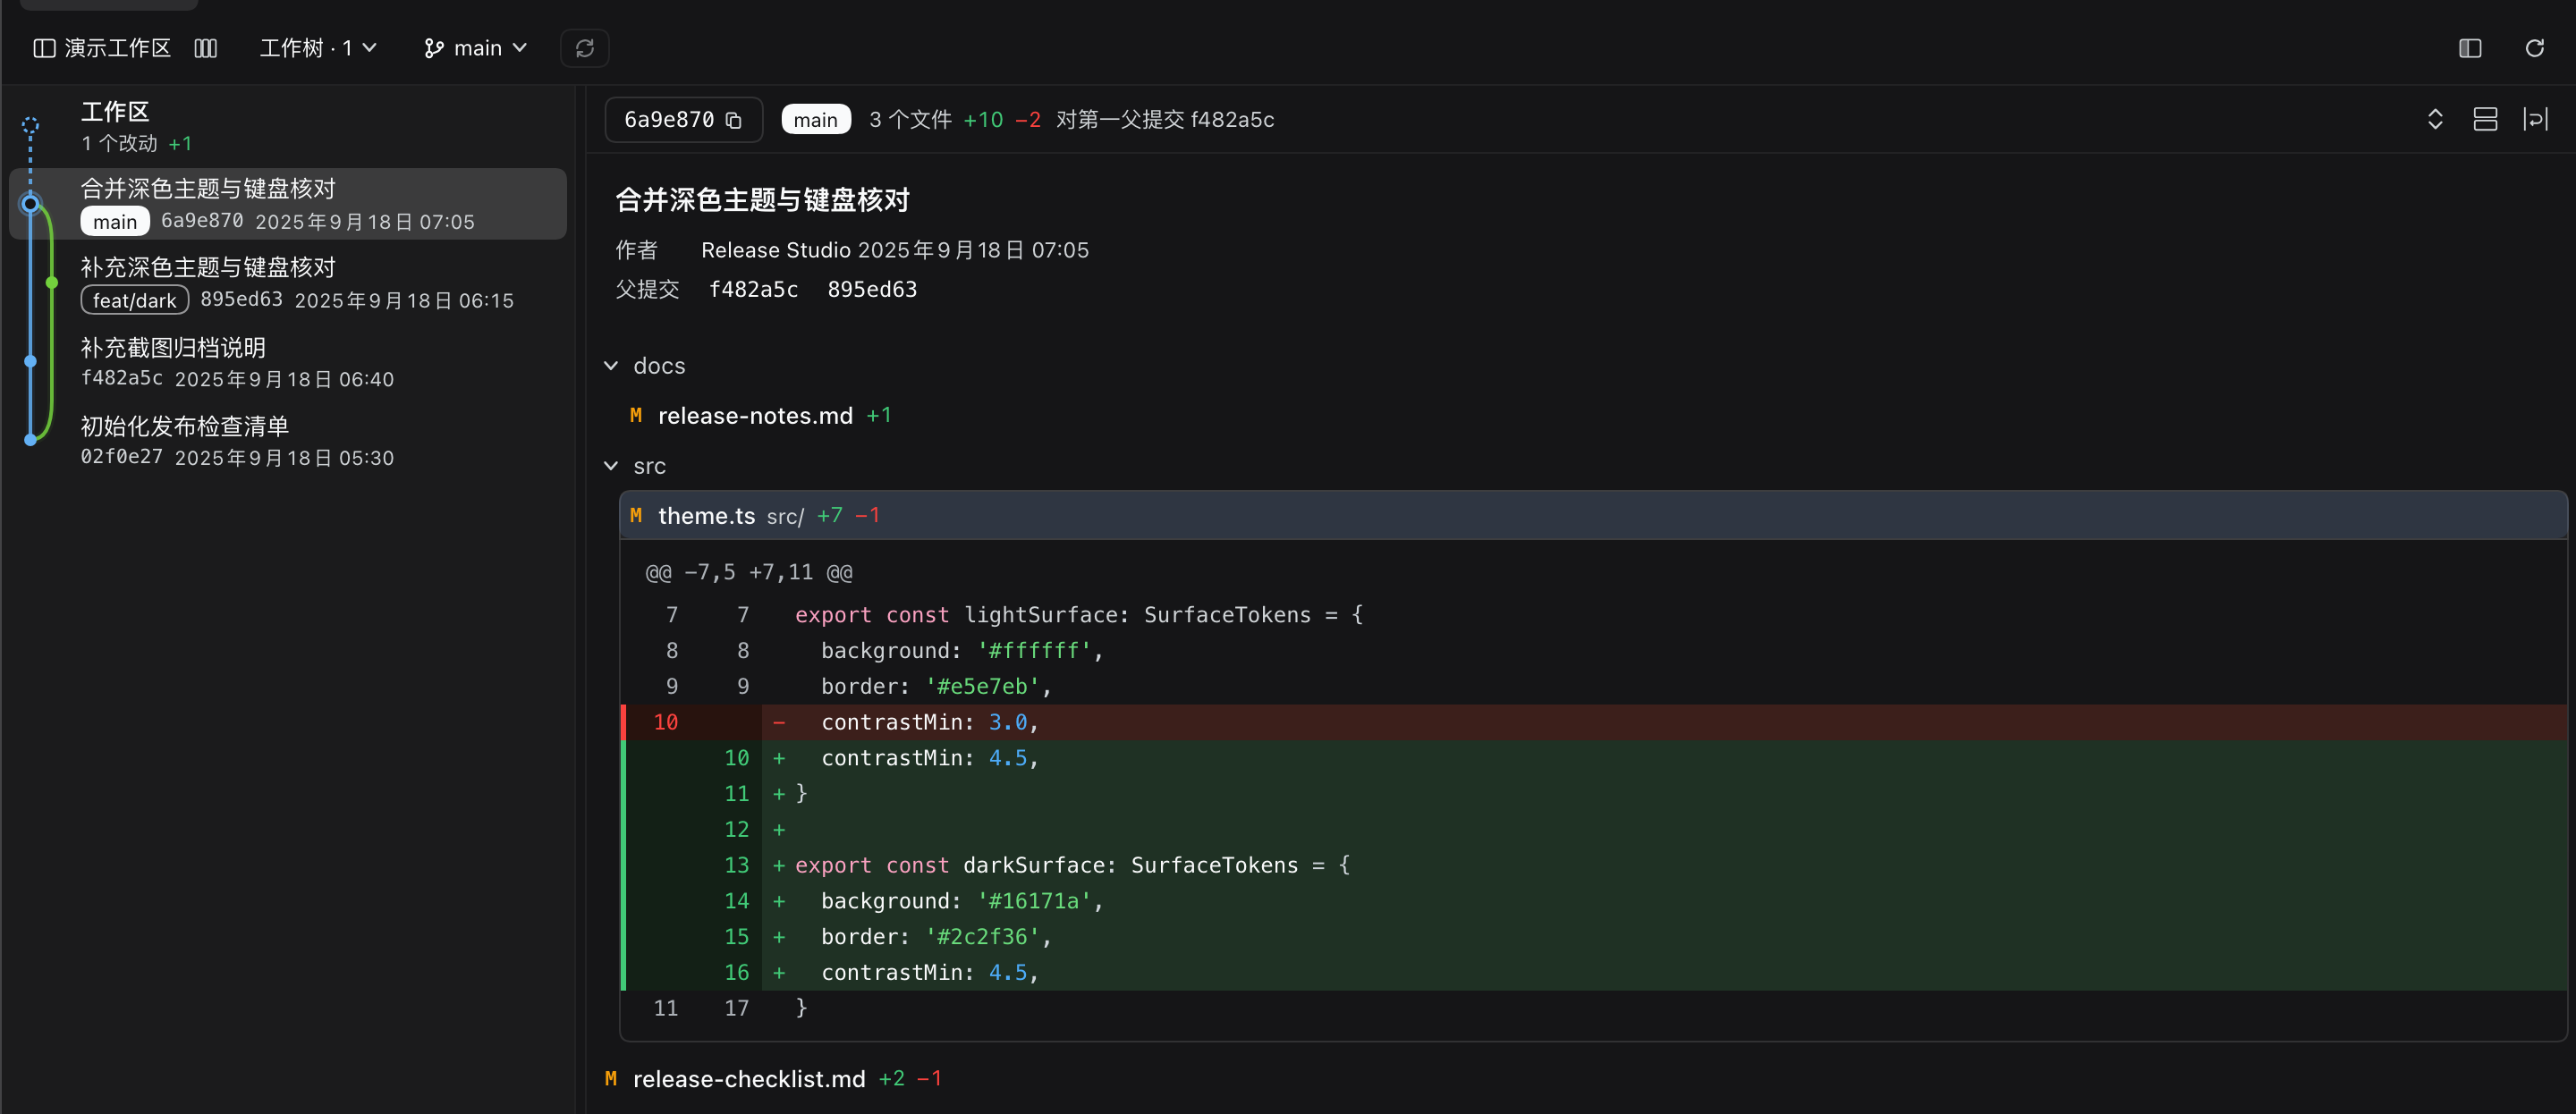 演示工作区 工作树 · 1 main
工作区
1 个改动 +1
合并深色主题与键盘核对
main 6a9e870 2025年9月18日 07:05
补充深色主题与键盘核对
feat/dark 895ed63 2025年9月18日 06:15
补充截图归档说明
f482a5c 2025年9月18日 06:40
初始化发布检查清单
02f0e27 2025年9月18日 05:30
6a9e870 main 3 个文件 +10 −2 对第一父提交 f482a5c
合并深色主题与键盘核对
作者 Release Studio 2025年9月18日 07:05
父提交 f482a5c 895ed63
docs
M release-notes.md +1
src
M theme.ts src/ +7 −1
@@ −7,5 +7,11 @@
7 7 export const lightSurface: SurfaceTokens = {
8 8 background: '#ffffff',
9 9 border: '#e5e7eb',
10 − contrastMin: 3.0,
10 + contrastMin: 4.5,
11 + }
12 +
13 + export const darkSurface: SurfaceTokens = {
14 + background: '#16171a',
15 + border: '#2c2f36',
16 + contrastMin: 4.5,
11 17 }
M release-checklist.md +2 −1